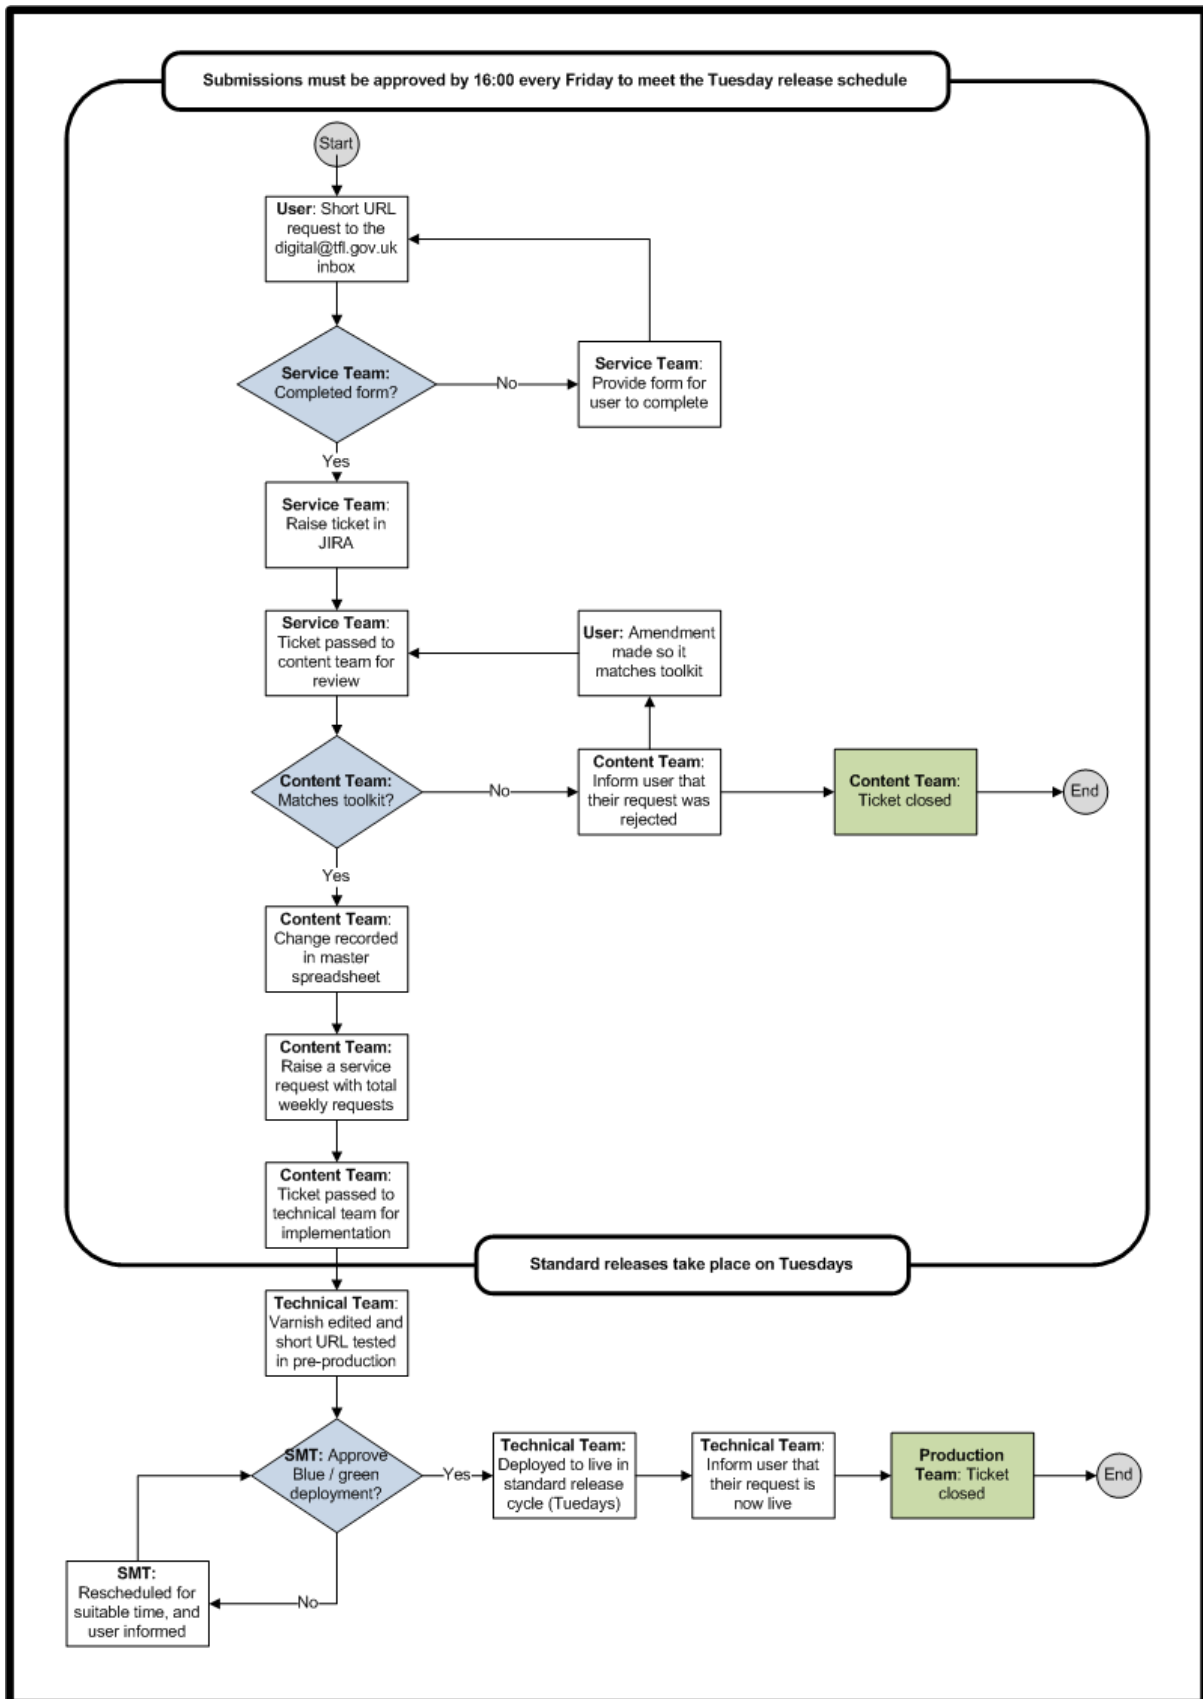 Submissions must be approved by 16:00 every Friday to meet the Tuesday release schedule
Start
User: Short URL
request to the
digital@tfl.gov.uk
inbox
Service Team:
Completed form?
No
Service Team:
Provide form for
user to complete
Yes
Service Team:
Raise ticket in
JIRA
Service Team:
Ticket passed to
content team for
review
User: Amendment
made so it
matches toolkit
Content Team:
Matches toolkit?
No
Content Team:
Inform user that
their request was
rejected
Content Team:
Ticket closed
End
Yes
Content Team:
Change recorded
in master
spreadsheet
Content Team:
Raise a service
request with total
weekly requests
Content Team:
Ticket passed to
technical team for
implementation
Standard releases take place on Tuesdays
Technical Team:
Varnish edited and
short URL tested
in pre-production
SMT: Approve
Blue / green
deployment?
Yes
Technical Team:
Deployed to live in
standard release
cycle (Tuedays)
Technical Team:
Inform user that
their request is
now live
Production
Team: Ticket
closed
End
No
SMT:
Rescheduled for
suitable time, and
user informed